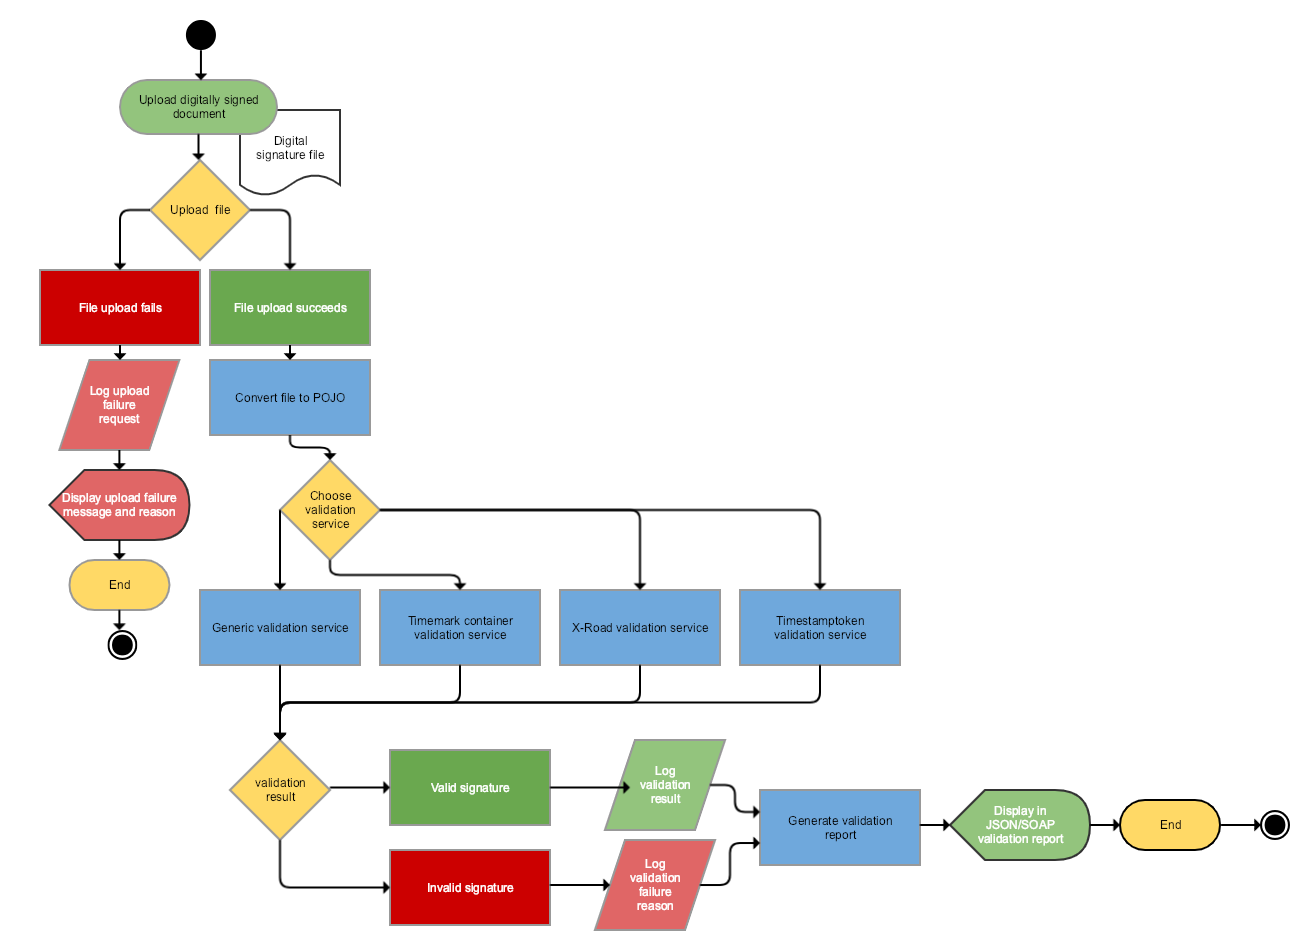 Upload digitally signed
document
Digital
signature file
Upload file
File upload fails
File upload succeeds
Log upload
failure
request
Convert file to POJO
Display upload failure
message and reason
Choose
validation
service
End
Generic validation service
Timemark container
validation service
X-Road validation service
Timestamptoken
validation service
validation
result
Valid signature
Log
validation
result
Generate validation
report
Display in
JSON/SOAP
validation report
End
Invalid signature
Log
validation
failure
reason